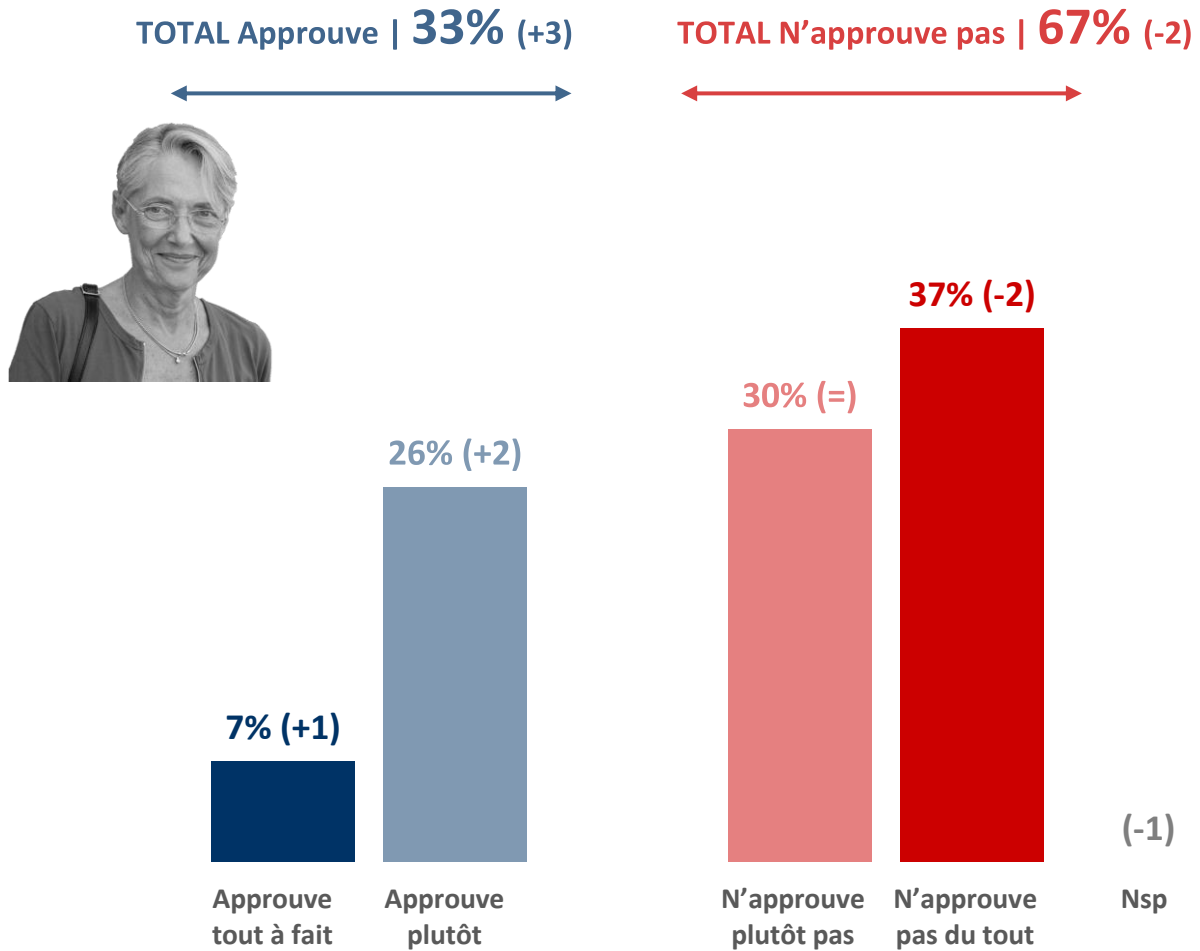 TOTAL Approuve | 33% (+3)
TOTAL N’approuve pas | 67% (-2)
37% (-2)
30% (=)
26% (+2)
7% (+1)
(-1)
Approuve
tout à fait
Approuve
plutôt
N’approuve
plutôt pas
N’approuve
pas du tout
Nsp